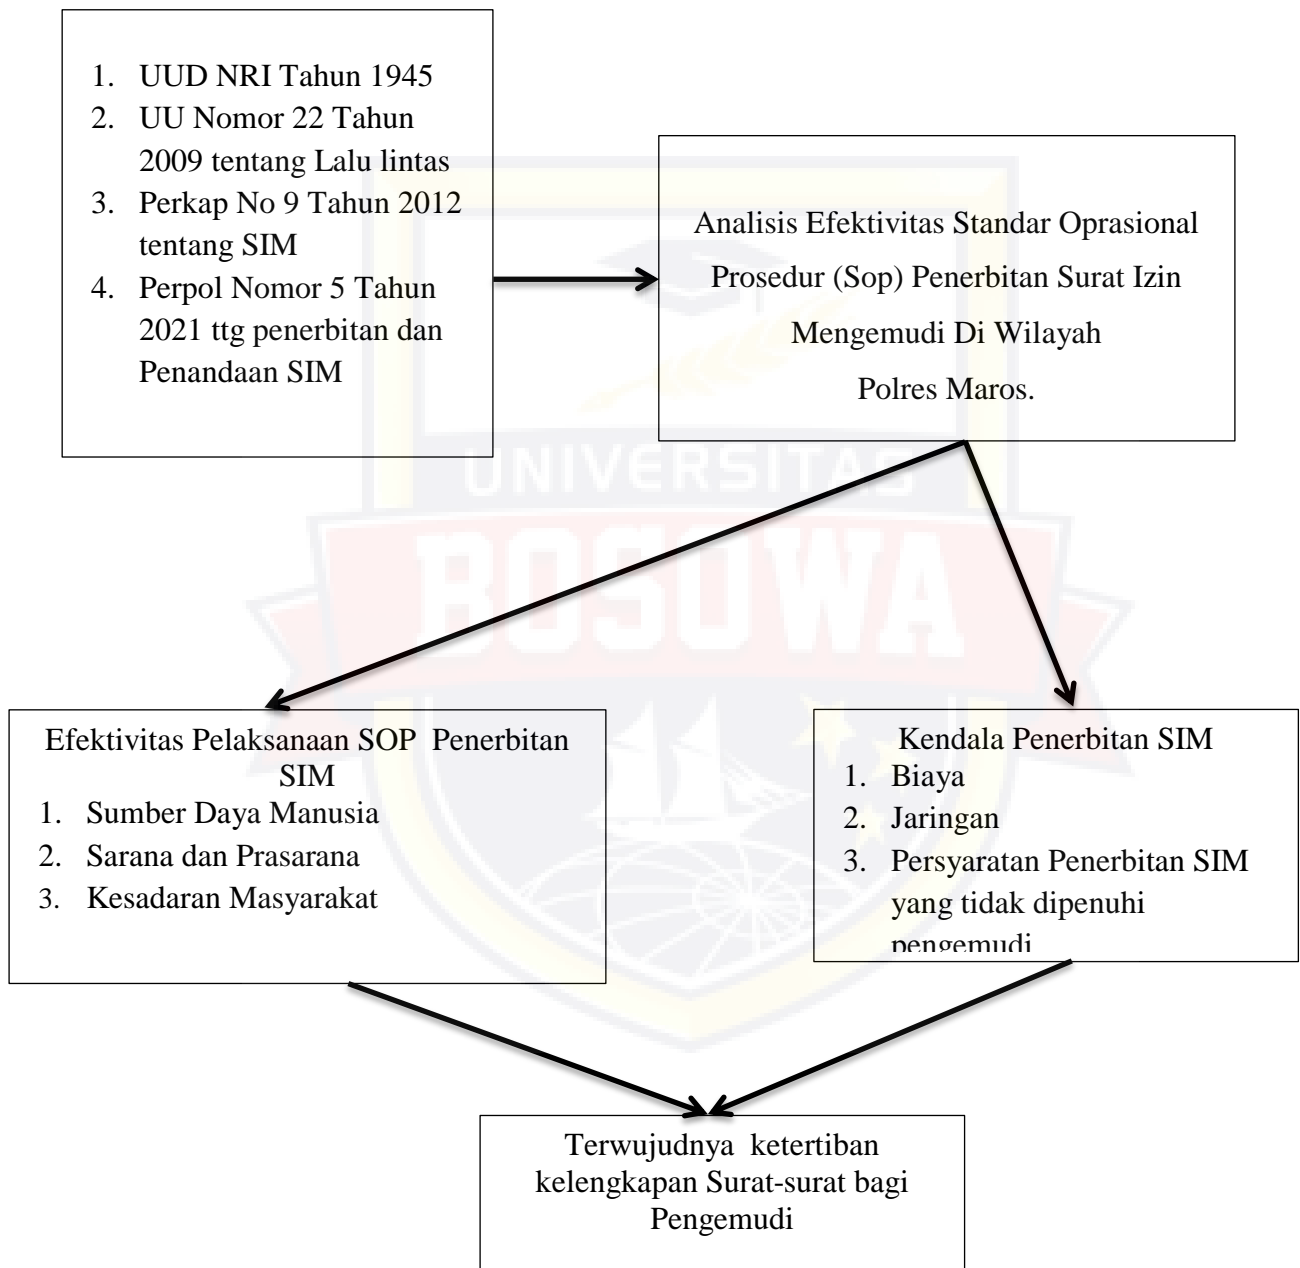 1. UUD NRI Tahun 1945
2. UU Nomor 22 Tahun
2009 tentang Lalu lintas
3. Perkap No 9 Tahun 2012
tentang SIM
4. Perpol Nomor 5 Tahun
2021 ttg penerbitan dan
Penandaan SIM
Analisis Efektivitas Standar Oprasional
Prosedur (Sop) Penerbitan Surat Izin
Mengemudi Di Wilayah
Polres Maros.
UNIVERSITAS
BOSOWA
Efektivitas Pelaksanaan SOP Penerbitan
SIM
1. Sumber Daya Manusia
2. Sarana dan Prasarana
3. Kesadaran Masyarakat
Kendala Penerbitan SIM
1. Biaya
2. Jaringan
3. Persyaratan Penerbitan SIM
yang tidak dipenuhi
pengemudi
Terwujudnya ketertiban
kelengkapan Surat-surat bagi
Pengemudi